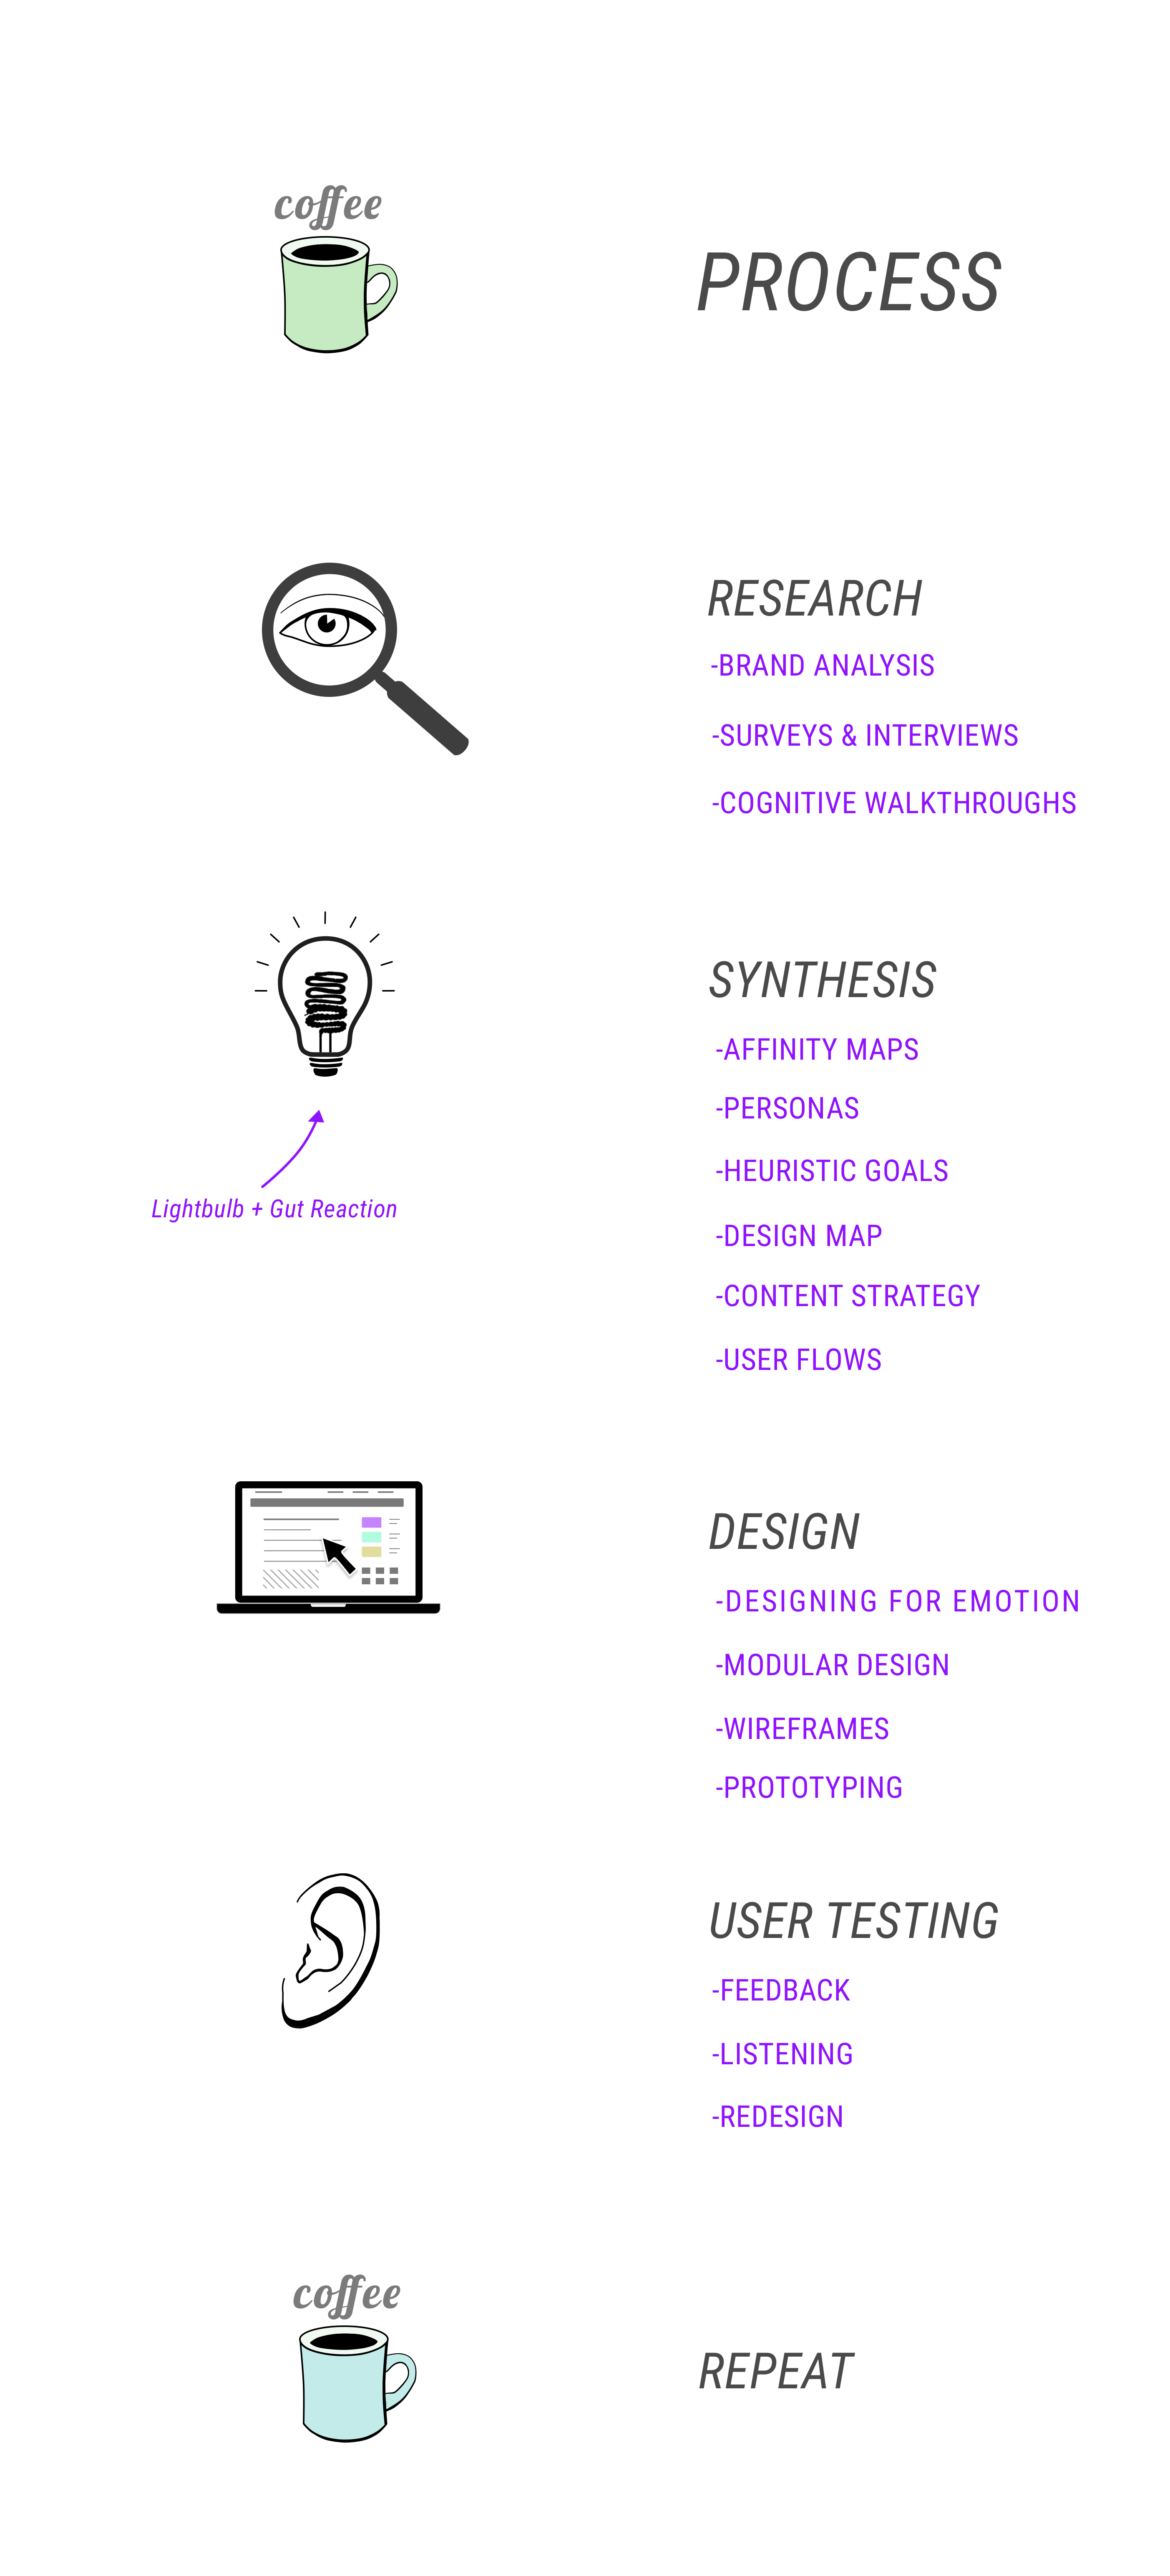 coffee
PROCESS
RESEARCH
-BRAND ANALYSIS
-SURVEYS & INTERVIEWS
-COGNITIVE WALKTHROUGHS
SYNTHESIS
-AFFINITY MAPS
-PERSONAS
-HEURISTIC GOALS
Lightbulb + Gut Reaction
-DESIGN MAP
-CONTENT STRATEGY
-USER FLOWS
DESIGN
-DESIGNING FOR EMOTION
-MODULAR DESIGN
-WIREFRAMES
-PROTOTYPING
USER TESTING
-FEEDBACK
-LISTENING
-REDESIGN
coffee
REPEAT